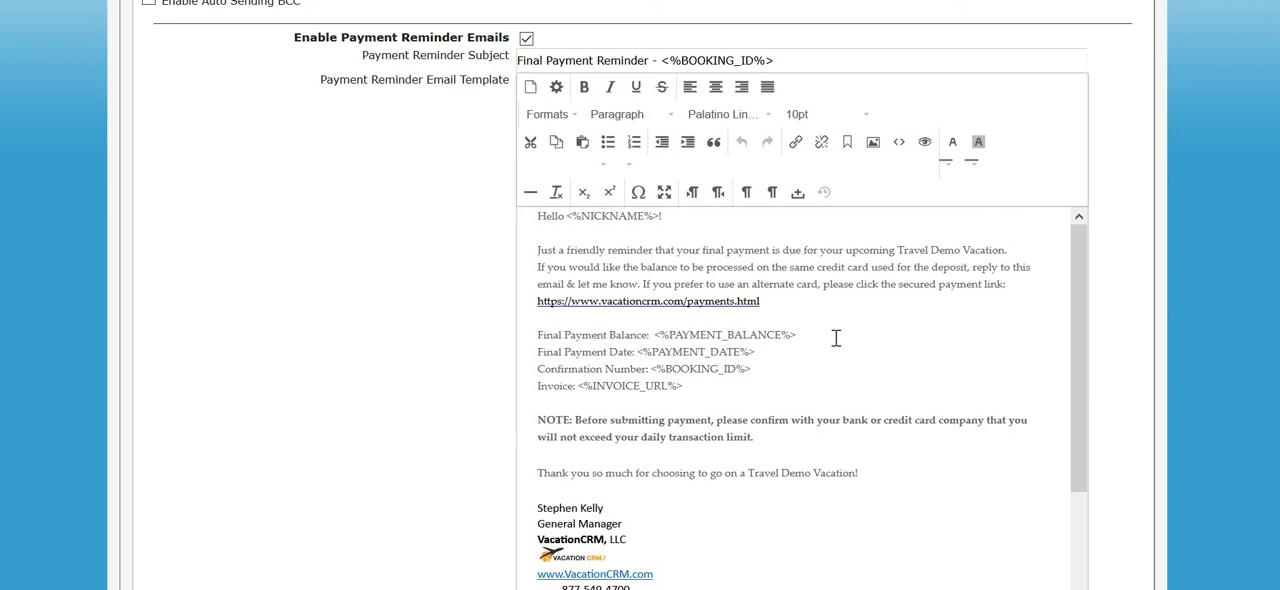 Enable Auto Sending BCC
Enable Payment Reminder Emails
Payment Reminder Subject
Final Payment Reminder - <%BOOKING_ID%>
Payment Reminder Email Template
Formats Paragraph Palatino Lin... 10pt
Hello <%NICKNAME%>!
Just a friendly reminder that your final payment is due for your upcoming Travel Demo Vacation.
If you would like the balance to be processed on the same credit card used for the deposit, reply to this
email & let me know. If you prefer to use an alternate card, please click the secured payment link:
https://www.vacationcrm.com/payments.html
Final Payment Balance: <%PAYMENT_BALANCE%>
Final Payment Date: <%PAYMENT_DATE%>
Confirmation Number: <%BOOKING_ID%>
Invoice: <%INVOICE_URL%>
NOTE: Before submitting payment, please confirm with your bank or credit card company that you
will not exceed your daily transaction limit.
Thank you so much for choosing to go on a Travel Demo Vacation!
Stephen Kelly
General Manager
VacationCRM, LLC
VACATION CRM
www.VacationCRM.com
877-549-4700